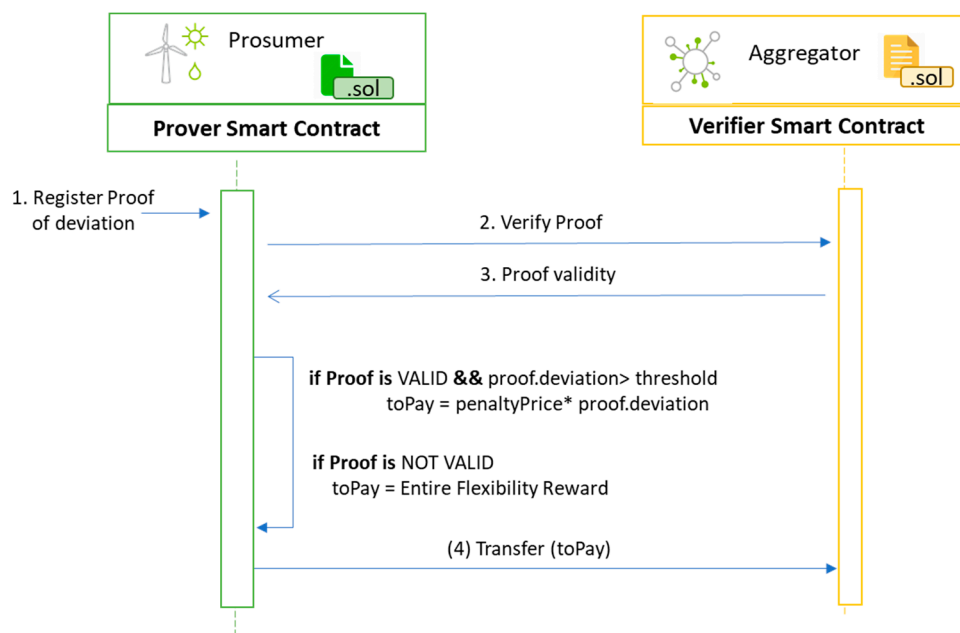 Prosumer
.sol
Prover Smart Contract
Aggregator
.sol
Verifier Smart Contract
1. Register Proof
of deviation
2. Verify Proof
3. Proof validity
if Proof is VALID && proof.deviation> threshold
toPay = penaltyPrice* proof.deviation
if Proof is NOT VALID
toPay = Entire Flexibility Reward
(4) Transfer (toPay)